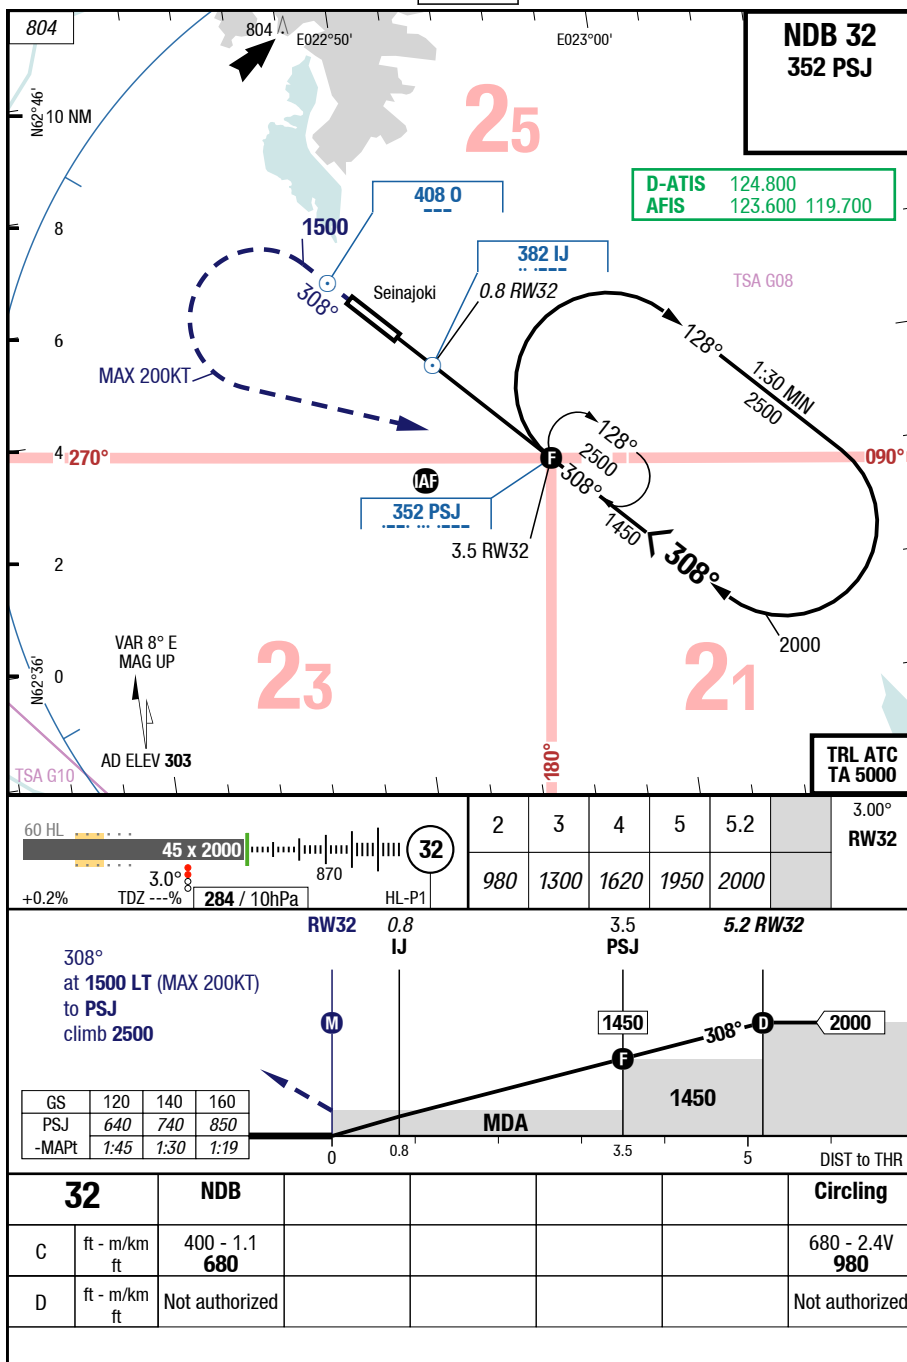 804
804
E022°50'
E023°00'
NDB 32
352 PSJ
N62°46'
10 NM
25
D-ATIS 124.800
AFIS 123.600 119.700
408 O
8
1500
382 IJ
TSA G08
308°
Seinajoki
0.8 RW32
128°
6
1:30 MIN
2500
MAX 200KT
128°
2500
4
270°
F
090°
IAF
308°
352 PSJ
1450
3.5 RW32
308°
2
VAR 8° E
MAG UP
23
21
2000
N62°36'
0
AD ELEV 303
180°
TRL ATC
TA 5000
TSA G10
60 HL
45 x 2000
32
870
3.0°
+0.2%
TDZ ---%
284 / 10hPa
HL-P1
2 3 4 5 5.2
3.00°
RW32
980 1300 1620 1950 2000
RW32 0.8 3.5 5.2 RW32
IJ PSJ
308°
at 1500 LT (MAX 200KT)
to PSJ
climb 2500
M
1450
308°
D
2000
F
1450
MDA
GS 120 140 160
PSJ 640 740 850
-MAPt 1:45 1:30 1:19
0 0.8 3.5 5 DIST to THR
32 NDB Circling
C ft - m/km 400 - 1.1 680 - 2.4V
ft 680 980
D ft - m/km Not authorized Not authorized
ft